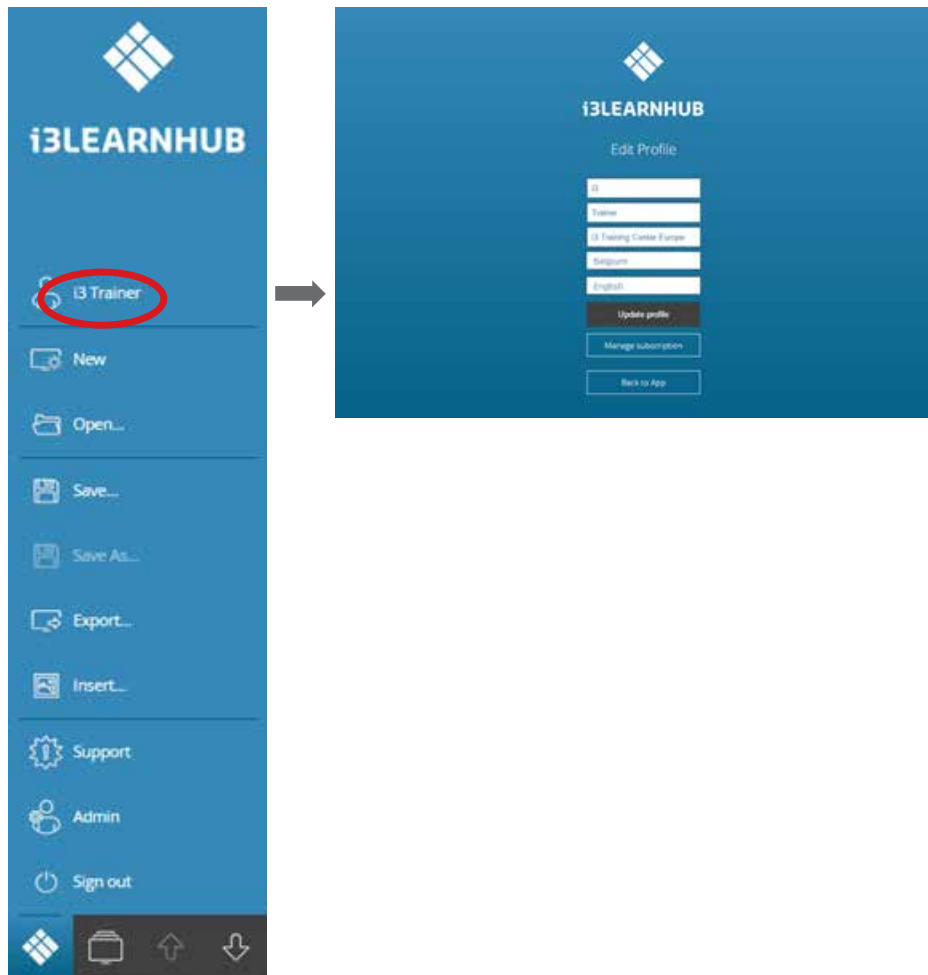 i3LEARNHUB
i3 Trainer
New
Open...
Save...
Save As...
Export...
Insert...
Support
Admin
Sign out
i3LEARNHUB
Edit Profile
i3
Trainer
i3 Training Center Europe
Belgium
English
Update profile
Manage subscription
Back to App